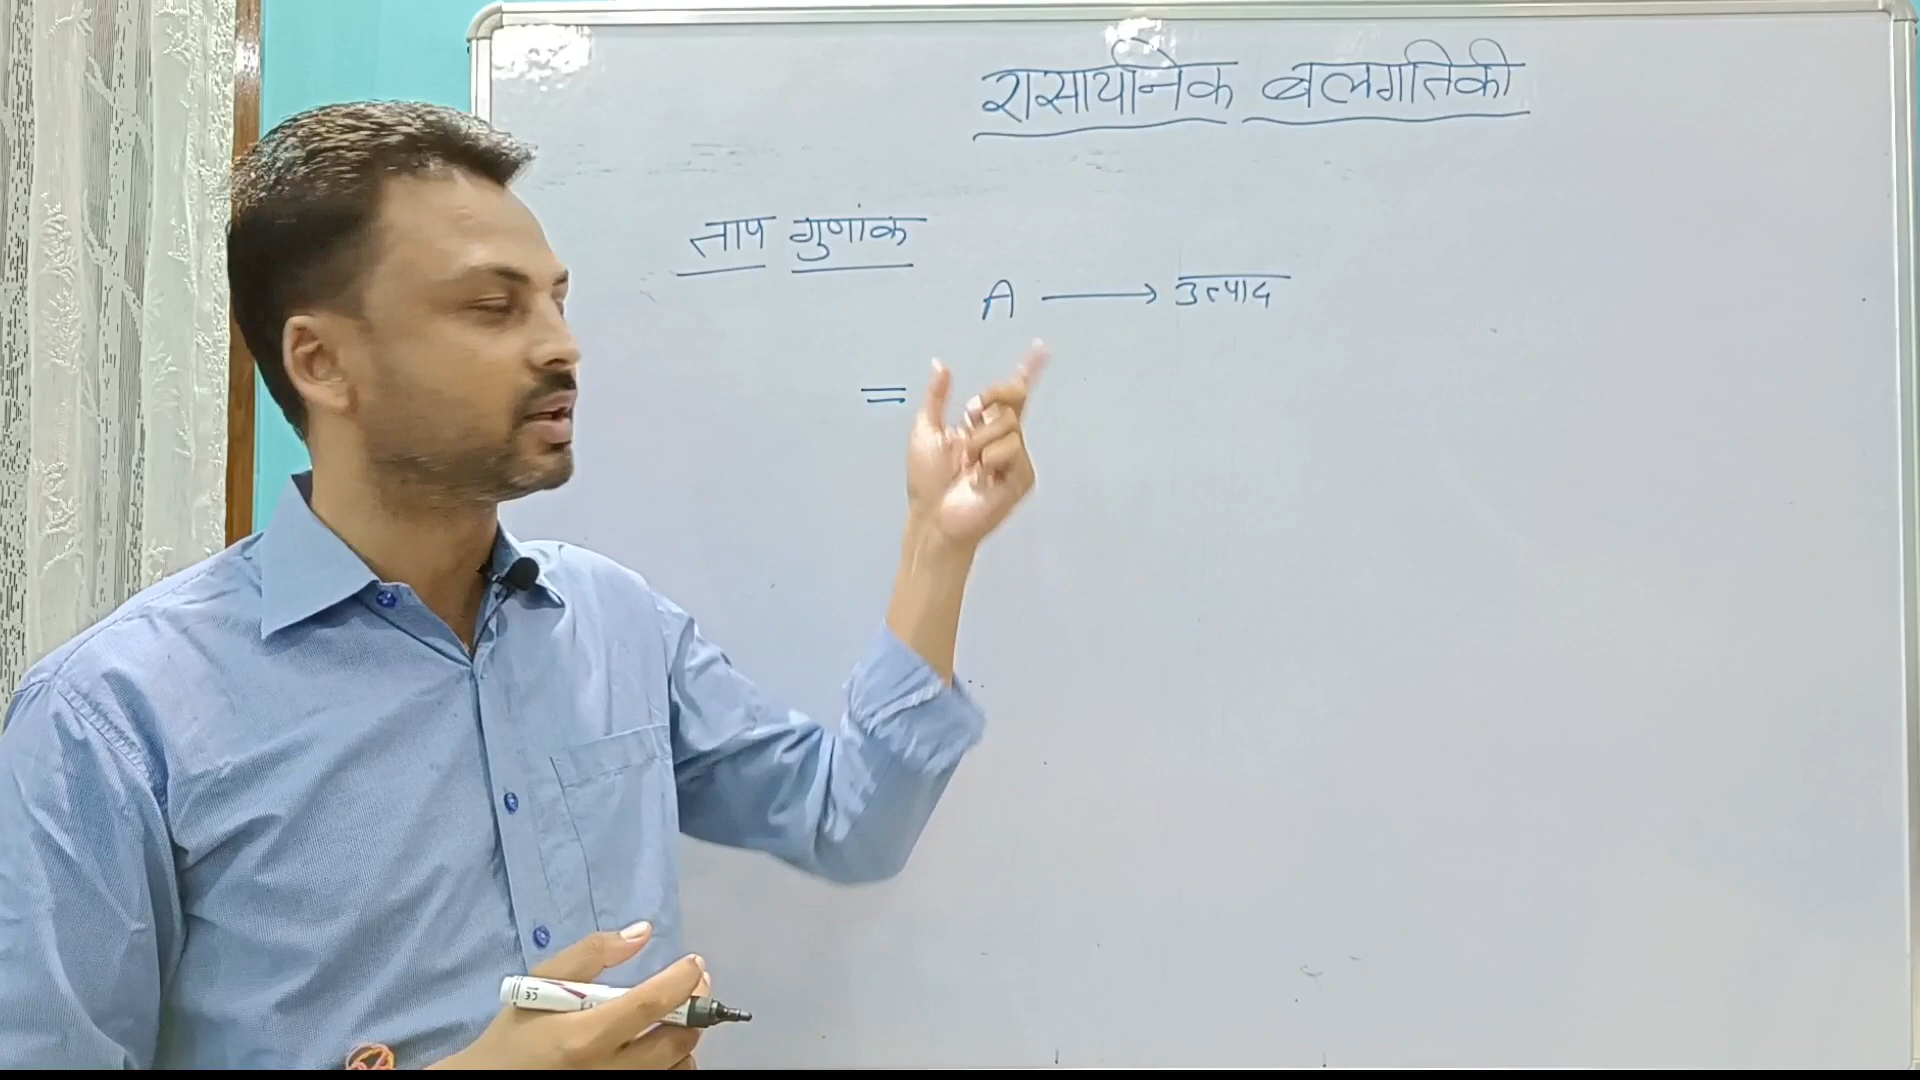 रासायनिक बलगतिकी
ताप गुणांक
A ⟶ उत्पाद
=